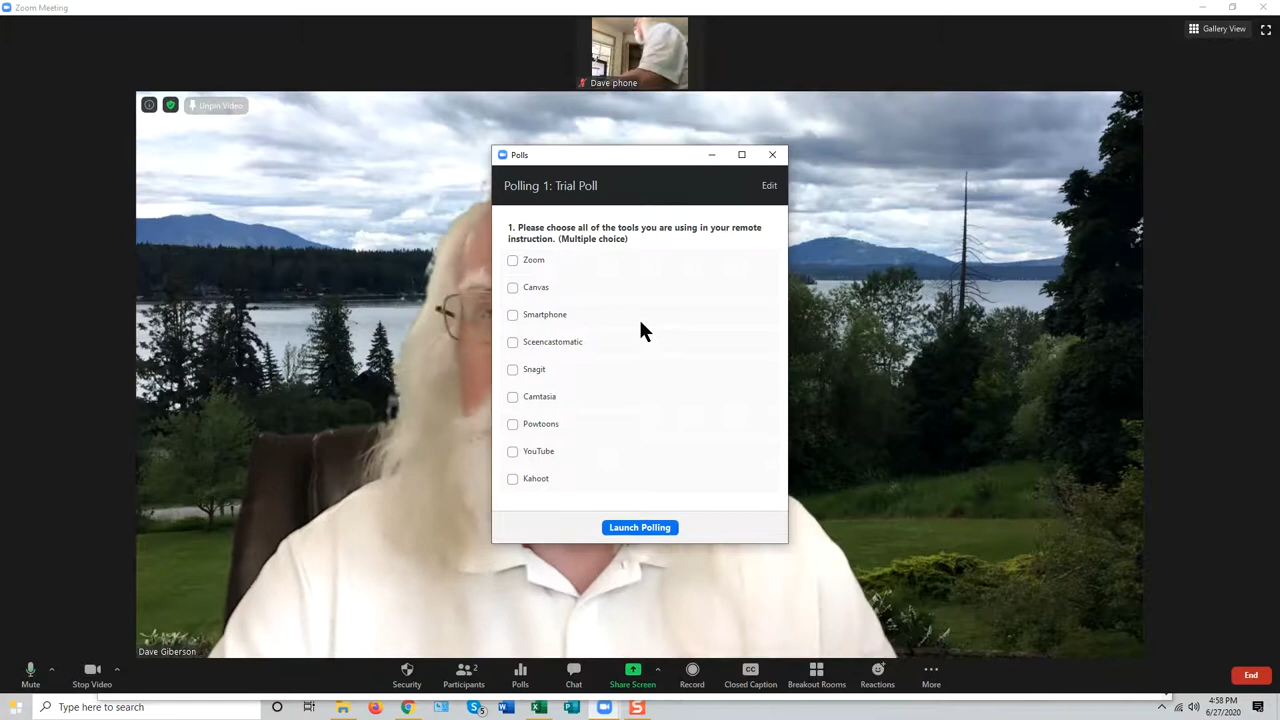 Zoom Meeting
Gallery View
Dave phone
Unpin Video
Polls
Polling 1: Trial Poll
Edit
1. Please choose all of the tools you are using in your remote
instruction. (Multiple choice)
Zoom
Canvas
Smartphone
Sceencastomatic
Snagit
Camtasia
Powtoons
YouTube
Kahoot
Launch Polling
Dave Giberson
Mute
Stop Video
Security
Participants
2
Polls
Chat
Share Screen
Record
CC
Closed Caption
Breakout Rooms
Reactions
More
End
Type here to search
5
4:58 PM
6/27/2020